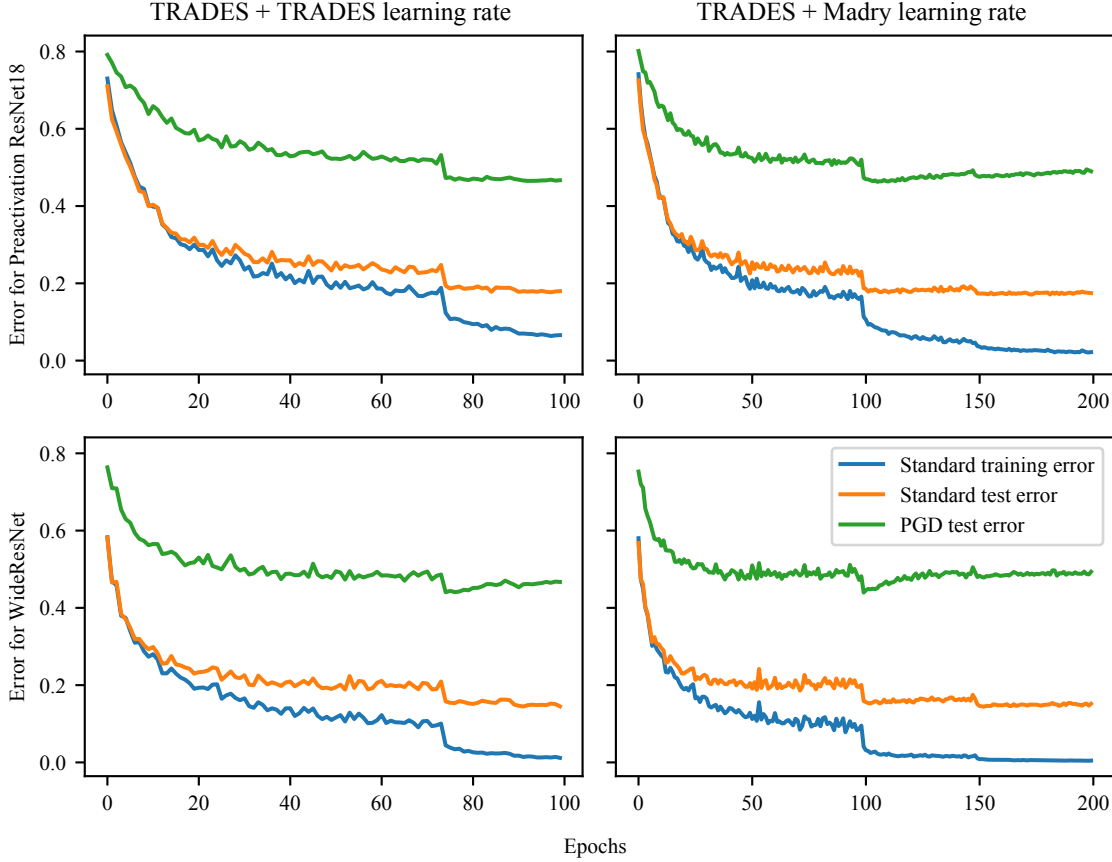 TRADES + TRADES learning rate
TRADES + Madry learning rate
Error for Preactivation ResNet18
0.8
0.6
0.4
0.2
0.0
0 20 40 60 80 100
0 50 100 150 200
Error for WideResNet
0.8
0.6
0.4
0.2
0.0
Standard training error
Standard test error
PGD test error
0 20 40 60 80 100
0 50 100 150 200
Epochs